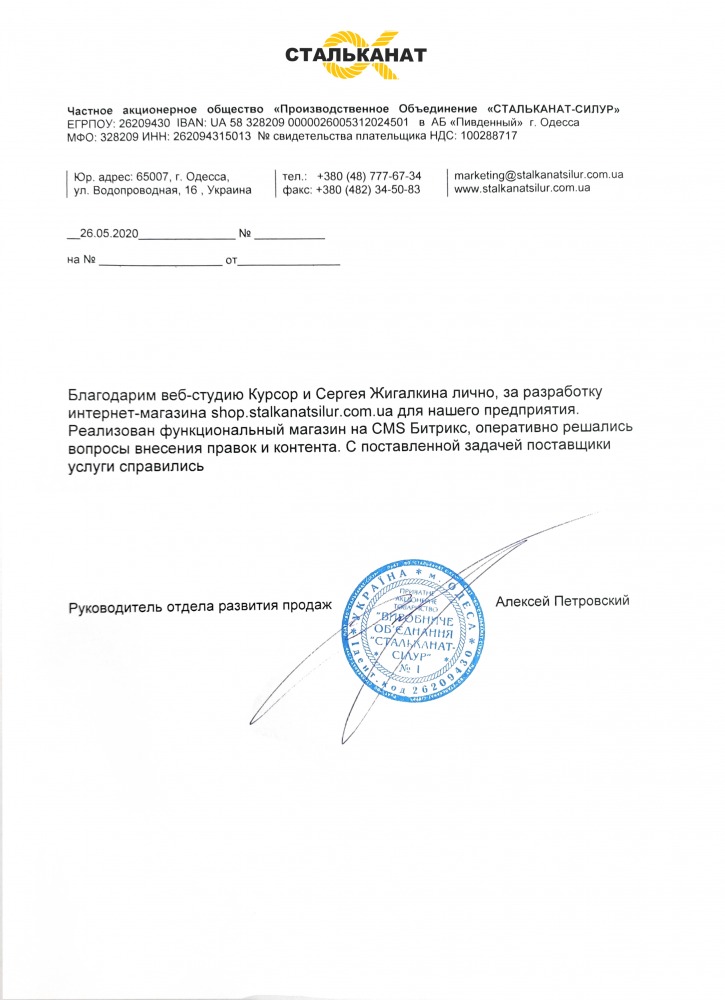 СТАЛЬКАНАТ
Частное акционерное общество «Производственное Объединение «СТАЛЬКАНАТ-СИЛУР»
ЕГРПОУ: 26209430 IBAN: UA 58 328209 0000026005312024501 в АБ «Пивденный» г. Одесса
МФО: 328209 ИНН: 262094315013 № свидетельства плательщика НДС: 100288717
Юр. адрес: 65007, г. Одесса,
ул. Водопроводная, 16 , Украина
тел.: +380 (48) 777-67-34
факс: +380 (482) 34-50-83
marketing@stalkanatsilur.com.ua
www.stalkanatsilur.com.ua
__26.05.2020_______________ № ___________
на № ___________________ от________________
Благодарим веб-студию Курсор и Сергея Жигалкина лично, за разработку
интернет-магазина shop.stalkanatsilur.com.ua для нашего предприятия.
Реализован функциональный магазин на CMS Битрикс, оперативно решались
вопросы внесения правок и контента. С поставленной задачей поставщики
услуги справились
Руководитель отдела развития продаж
Алексей Петровский
* УКРАЇНА * м. ОДЕСА *
Ідент. код 26209430
ПРИВАТНЕ
АКЦІОНЕРНЕ
ТОВАРИСТВО
"ВИРОБНИЧЕ
ОБ'ЄДНАННЯ
"СТАЛЬКАНАТ-
СІЛУР"
№ 1